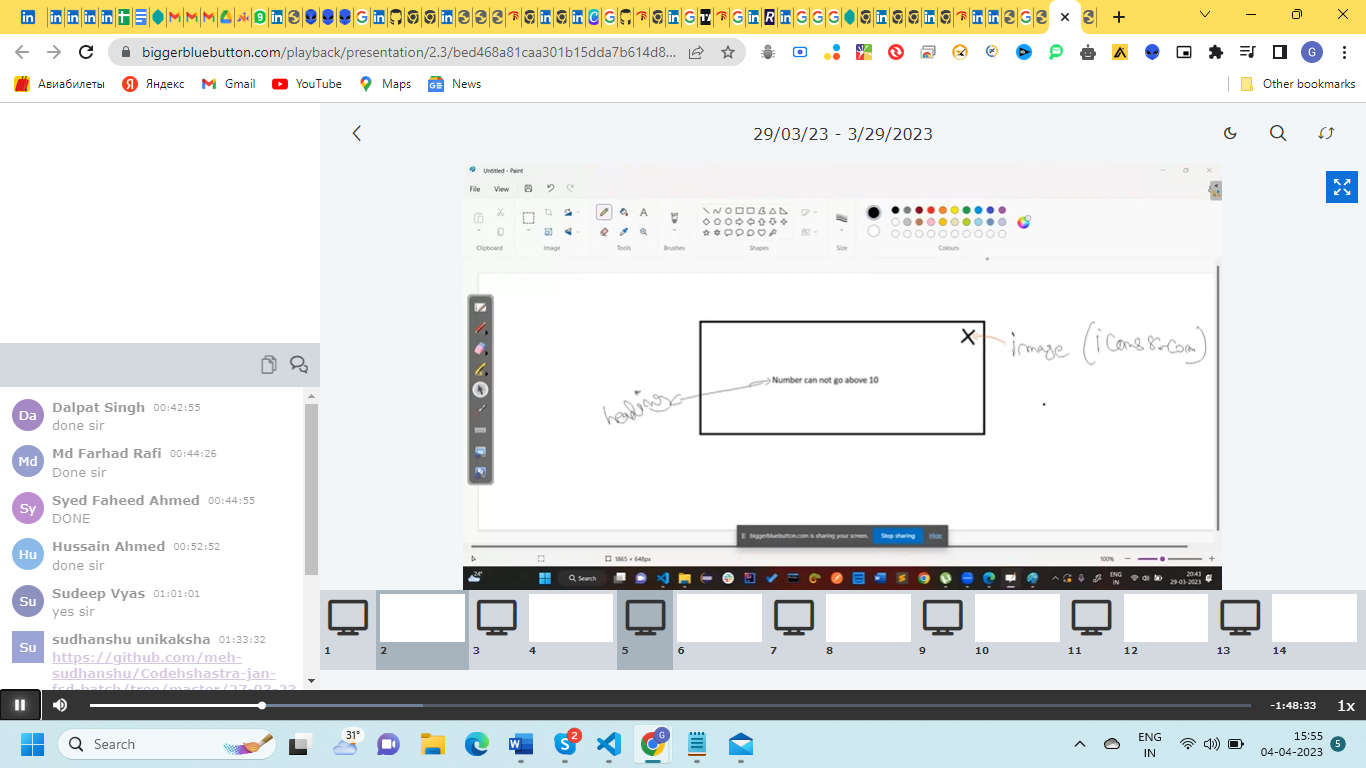 biggerbluebutton.com/playback/presentation/2.3/bed468a81caa301b15dda7b614d8...
G
Авиабилеты
Яндекс
Gmail
YouTube
Maps
News
Other bookmarks
29/03/23 - 3/29/2023
Untitled - Paint
File View
Clipboard
Image
Tools
Brushes
Shapes
Size
Colours
X
image (icons8.com)
Number can not go above 10
heading
biggerbluebutton.com is sharing your screen. Stop sharing Hide
1865 × 648px
100%
24°
Search
ENG
IN
20:43
29-03-2023
Da
Dalpat Singh 00:42:55
done sir
Md
Md Farhad Rafi 00:44:26
Done sir
Sy
Syed Faheed Ahmed 00:44:55
DONE
Hu
Hussain Ahmed 00:52:52
done sir
Su
Sudeep Vyas 01:01:01
yes sir
Su
sudhanshu unikaksha 01:33:32
https://github.com/meh-
sudhanshu/Codehshastra-jan-
fsd-batch/tree/master/27-03-23
1 2 3 4 5 6 7 8 9 10 11 12 13 14
-1:48:33 1x
Search
31°
2
G
ENG
IN
15:55
04-04-2023
5